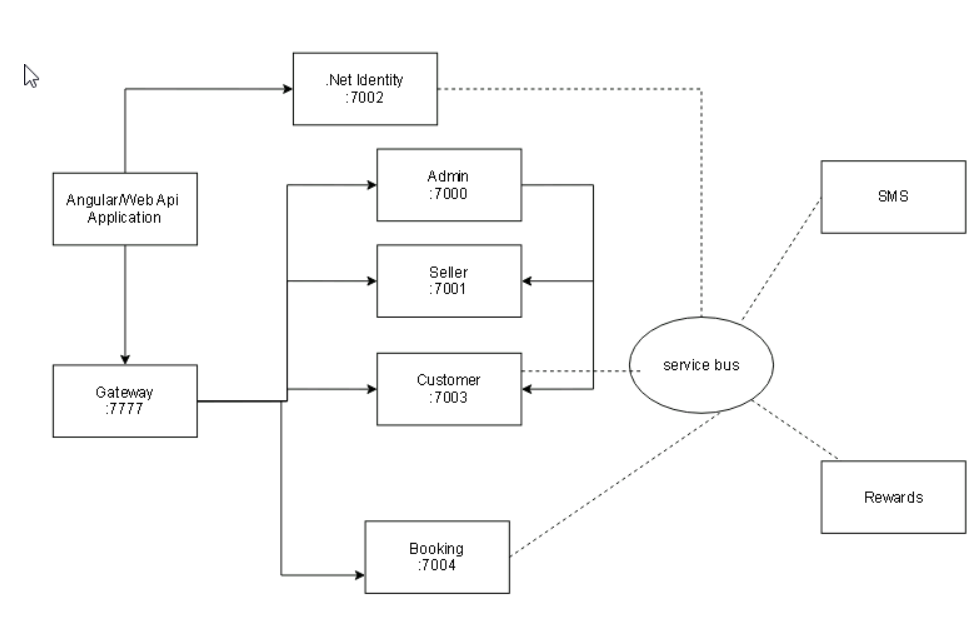 .Net Identity
:7002
Admin
:7000
SMS
Angular/Web Api
Application
Seller
:7001
service bus
Customer
:7003
Gateway
:7777
Rewards
Booking
:7004